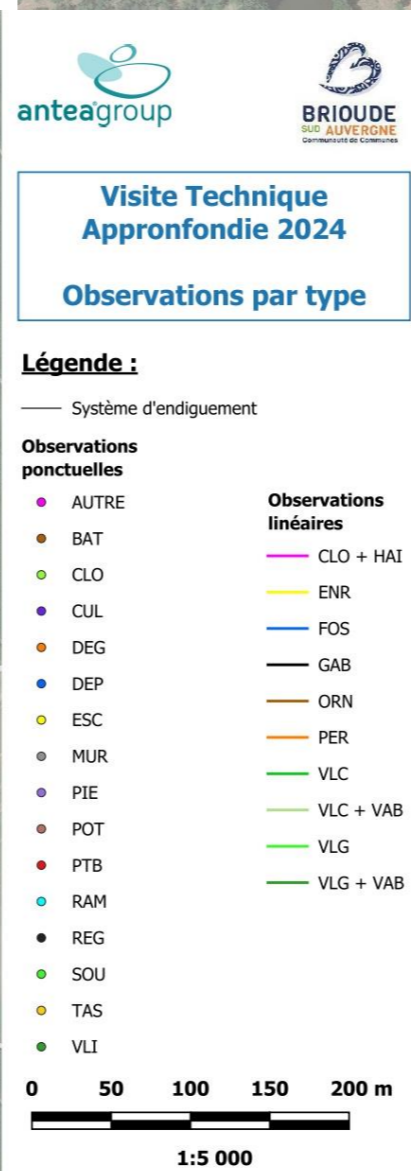 anteagroup
BRIOUDE
SUD AUVERGNE
Communauté de Communes
Visite Technique
Appronfondie 2024
Observations par type
Légende :
Système d'endiguement
Observations
ponctuelles
AUTRE
BAT
CLO
CUL
DEG
DEP
ESC
MUR
PIE
POT
PTB
RAM
REG
SOU
TAS
VLI
Observations
linéaires
CLO + HAI
ENR
FOS
GAB
ORN
PER
VLC
VLC + VAB
VLG
VLG + VAB
0 50 100 150 200 m
1:5 000